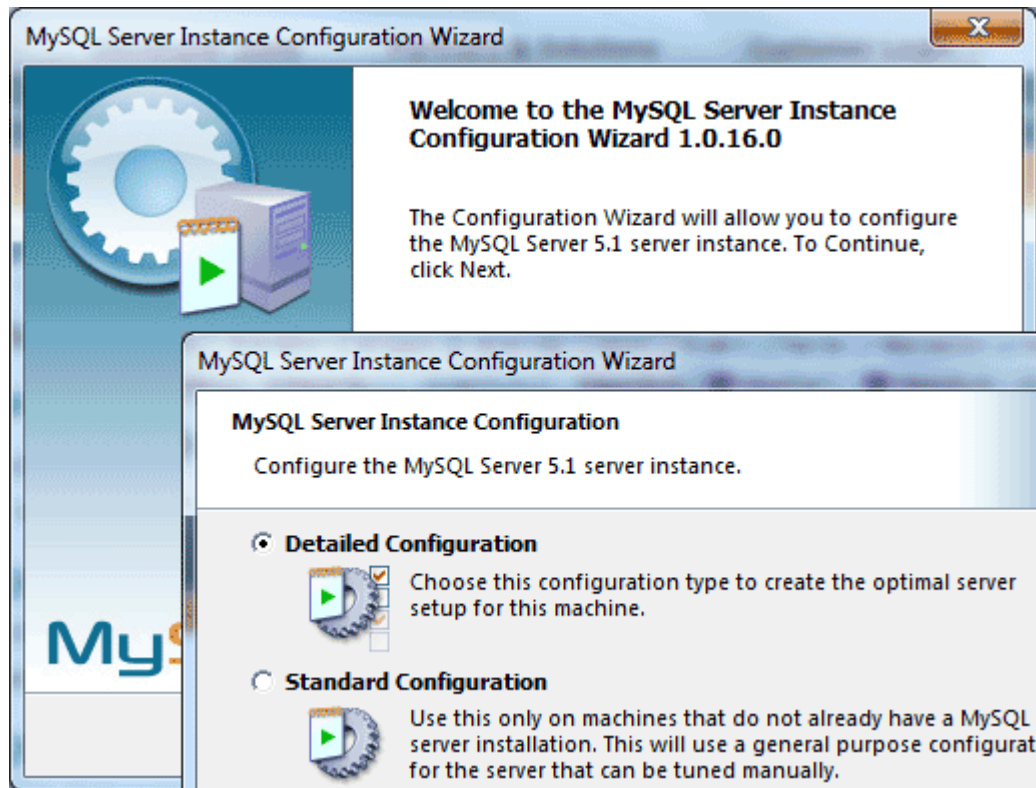 MySQL Server Instance Configuration Wizard
Welcome to the MySQL Server Instance
Configuration Wizard 1.0.16.0
The Configuration Wizard will allow you to configure
the MySQL Server 5.1 server instance. To Continue,
click Next.
My
MySQL Server Instance Configuration Wizard
MySQL Server Instance Configuration
Configure the MySQL Server 5.1 server instance.
Detailed Configuration
Choose this configuration type to create the optimal server
setup for this machine.
Standard Configuration
Use this only on machines that do not already have a MySQL
server installation. This will use a general purpose configurat
for the server that can be tuned manually.